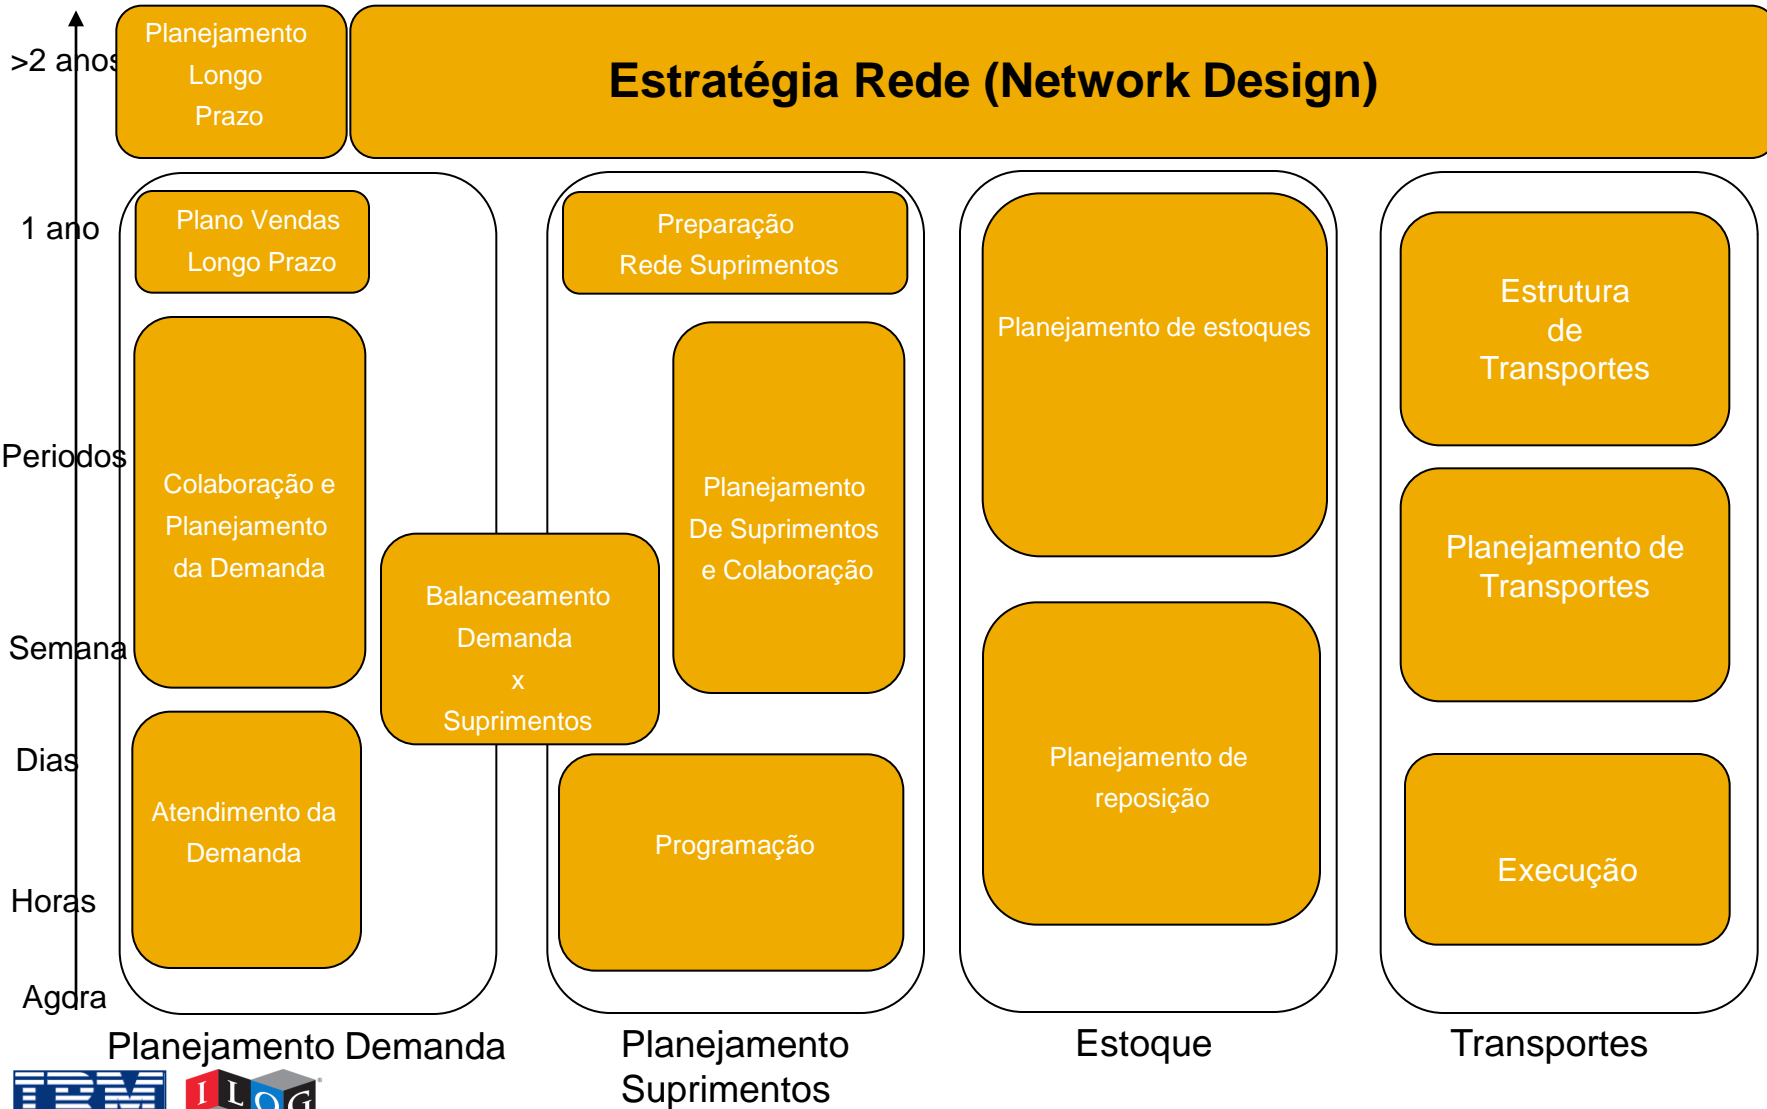 >2 anos
Planejamento
Longo
Prazo
Estratégia Rede (Network Design)
1 ano
Plano Vendas
Longo Prazo
Preparação
Rede Suprimentos
Planejamento de estoques
Estrutura
de
Transportes
Periodos
Colaboração e
Planejamento
da Demanda
Planejamento
De Suprimentos
e Colaboração
Planejamento de
Transportes
Balanceamento
Demanda
x
Suprimentos
Semana
Dias
Atendimento da
Demanda
Programação
Planejamento de
reposição
Execução
Horas
Agora
Planejamento Demanda
Planejamento
Suprimentos
Estoque
Transportes
IBM
ILOG